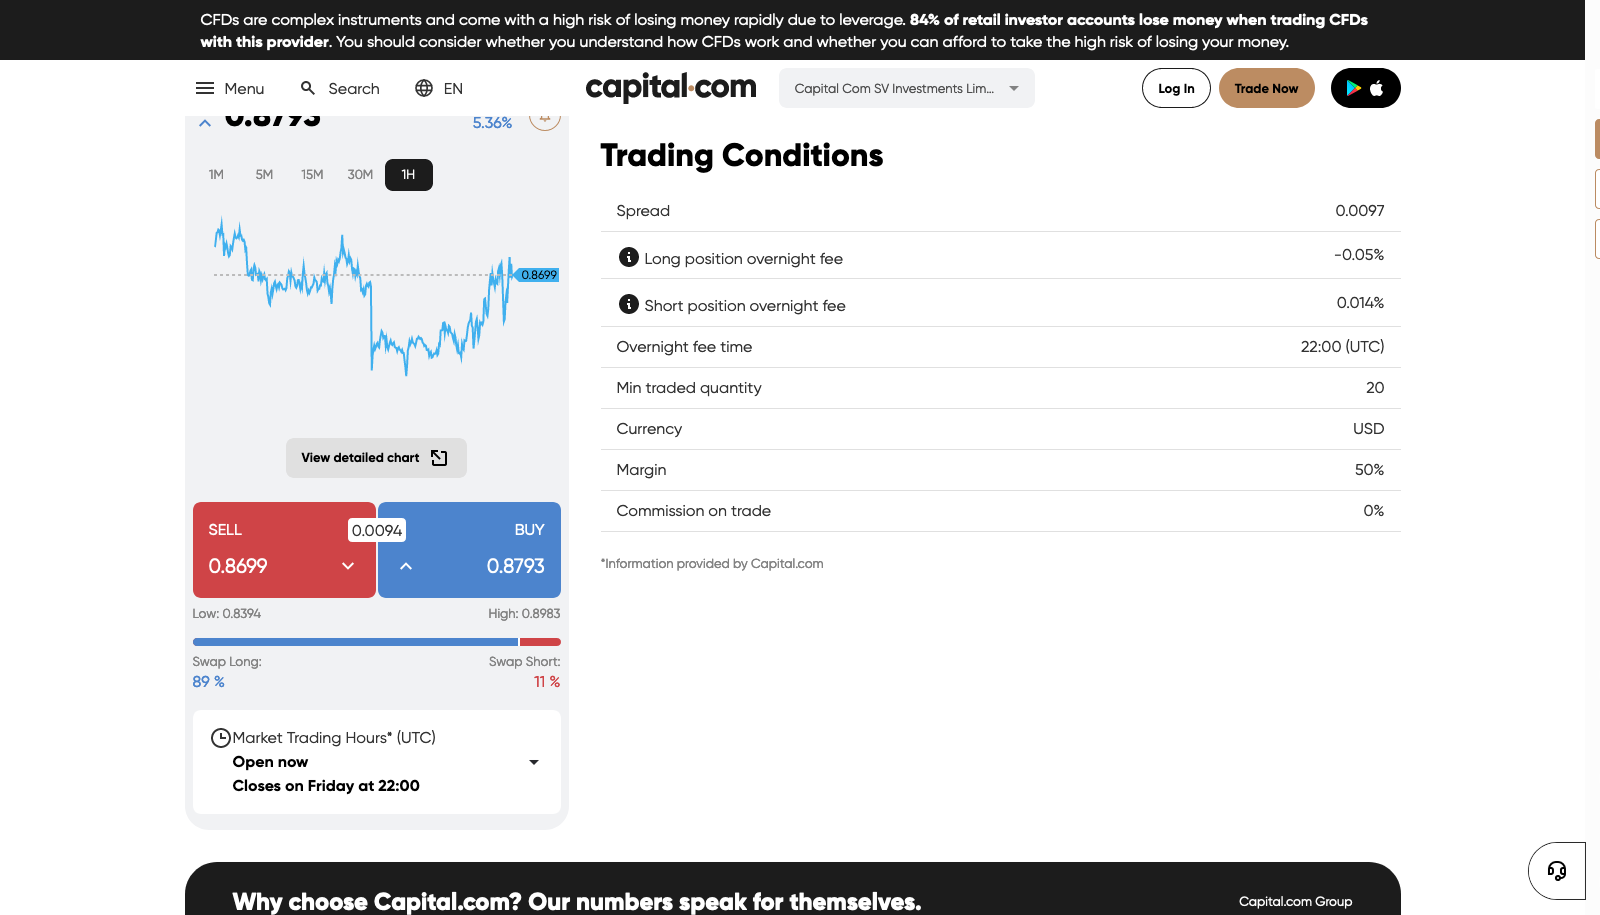 CFDs are complex instruments and come with a high risk of losing money rapidly due to leverage. 84% of retail investor accounts lose money when trading CFDs
with this provider. You should consider whether you understand how CFDs work and whether you can afford to take the high risk of losing your money.
Menu
Search
EN
capital.com
Capital Com SV Investments Lim...
Log In
Trade Now
0.8793
5.36%
1M
5M
15M
30M
1H
0.8699
View detailed chart
SELL
0.0094
BUY
0.8699
0.8793
Low: 0.8394
High: 0.8983
Swap Long:
Swap Short:
89 %
11 %
Market Trading Hours* (UTC)
Open now
Closes on Friday at 22:00
Trading Conditions
Spread 0.0097
Long position overnight fee -0.05%
Short position overnight fee 0.014%
Overnight fee time 22:00 (UTC)
Min traded quantity 20
Currency USD
Margin 50%
Commission on trade 0%
*Information provided by Capital.com
Why choose Capital.com? Our numbers speak for themselves.
Capital.com Group